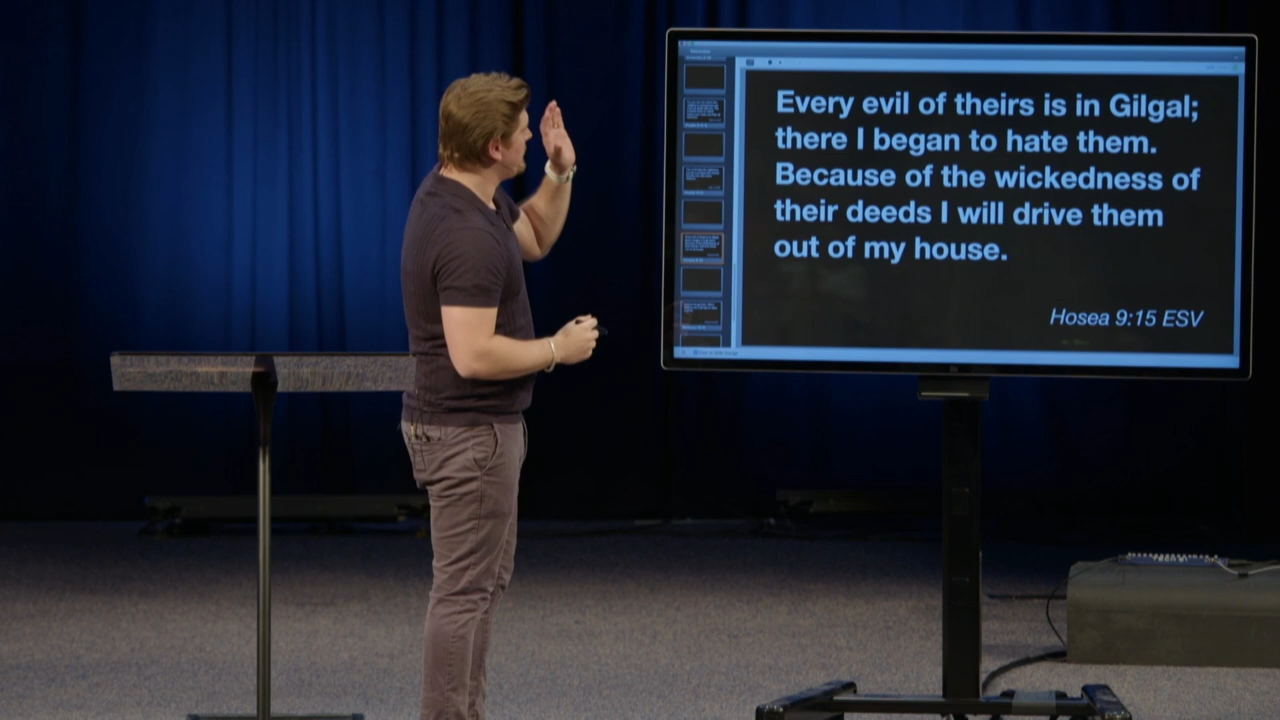 Every evil of theirs is in Gilgal;
there I began to hate them.
Because of the wickedness of
their deeds I will drive them
out of my house.
Hosea 9:15 ESV